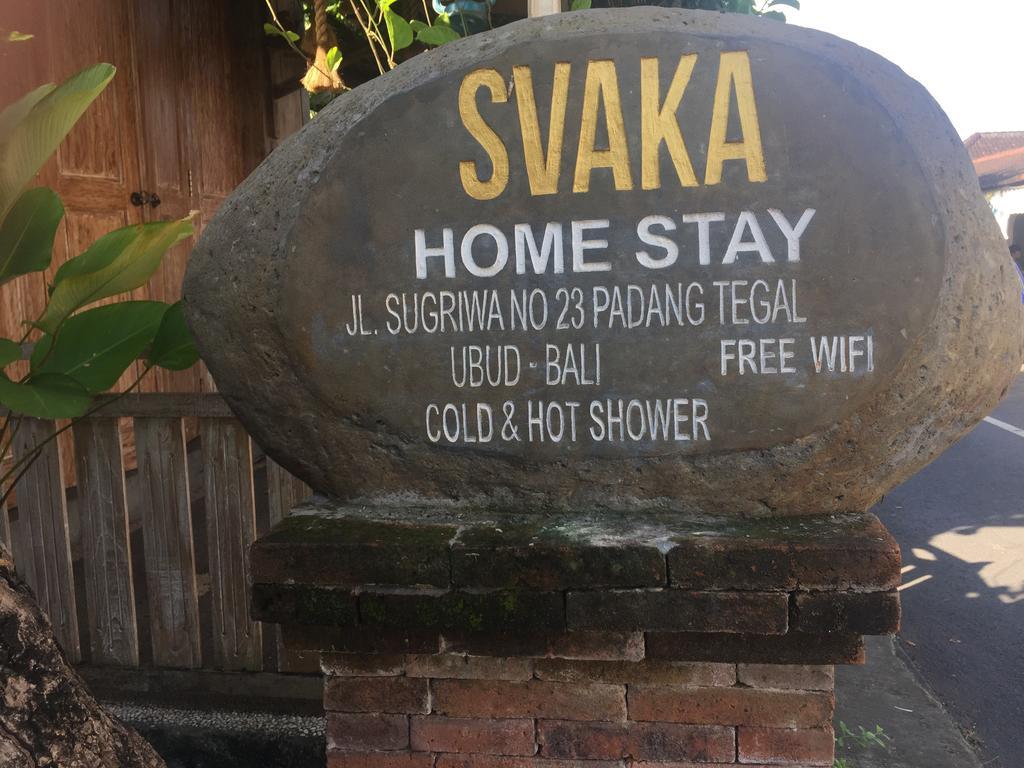 SVAKA
HOME STAY
JL. SUGRIWA NO 23 PADANG TEGAL
UBUD - BALI FREE WIFI
COLD & HOT SHOWER